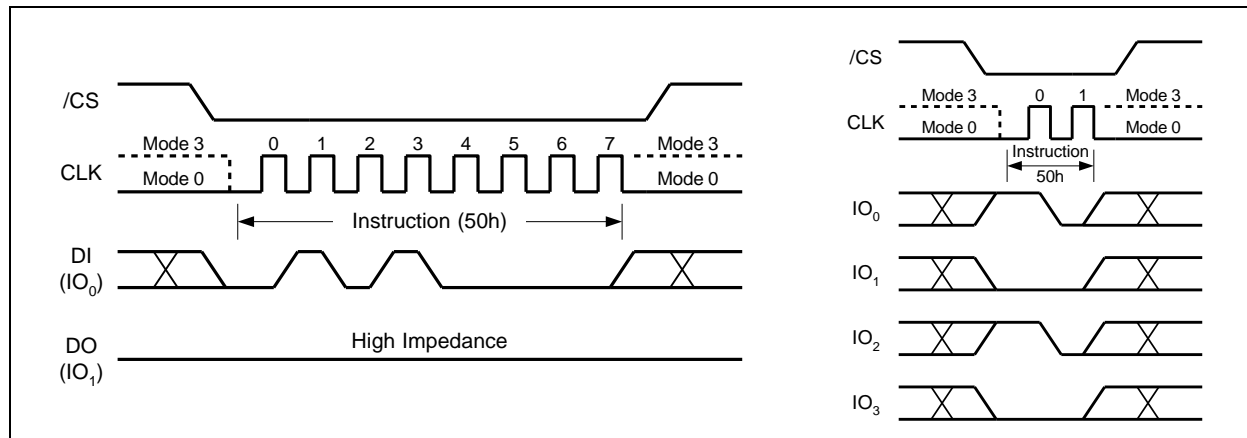 /CS
Mode 3 0 1 2 3 4 5 6 7 Mode 3
CLK
Mode 0 Mode 0
Instruction (50h)
DI
(IO0)
High Impedance
DO
(IO1)
/CS
Mode 3 0 1 Mode 3
CLK
Mode 0 Mode 0
Instruction
50h
IO0
IO1
IO2
IO3